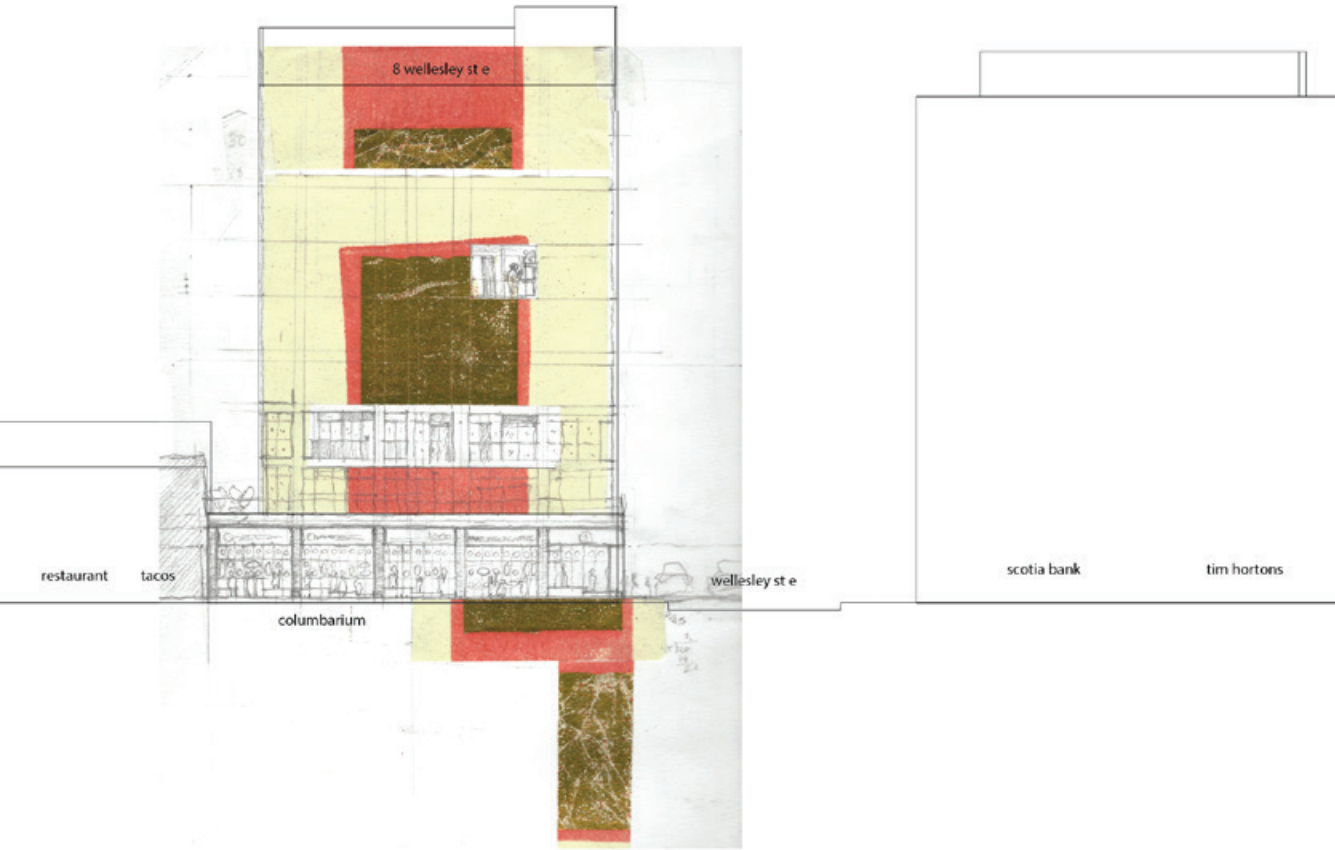 8 wellesley st e
restaurant
tacos
wellesley st e
scotia bank
tim hortons
columbarium